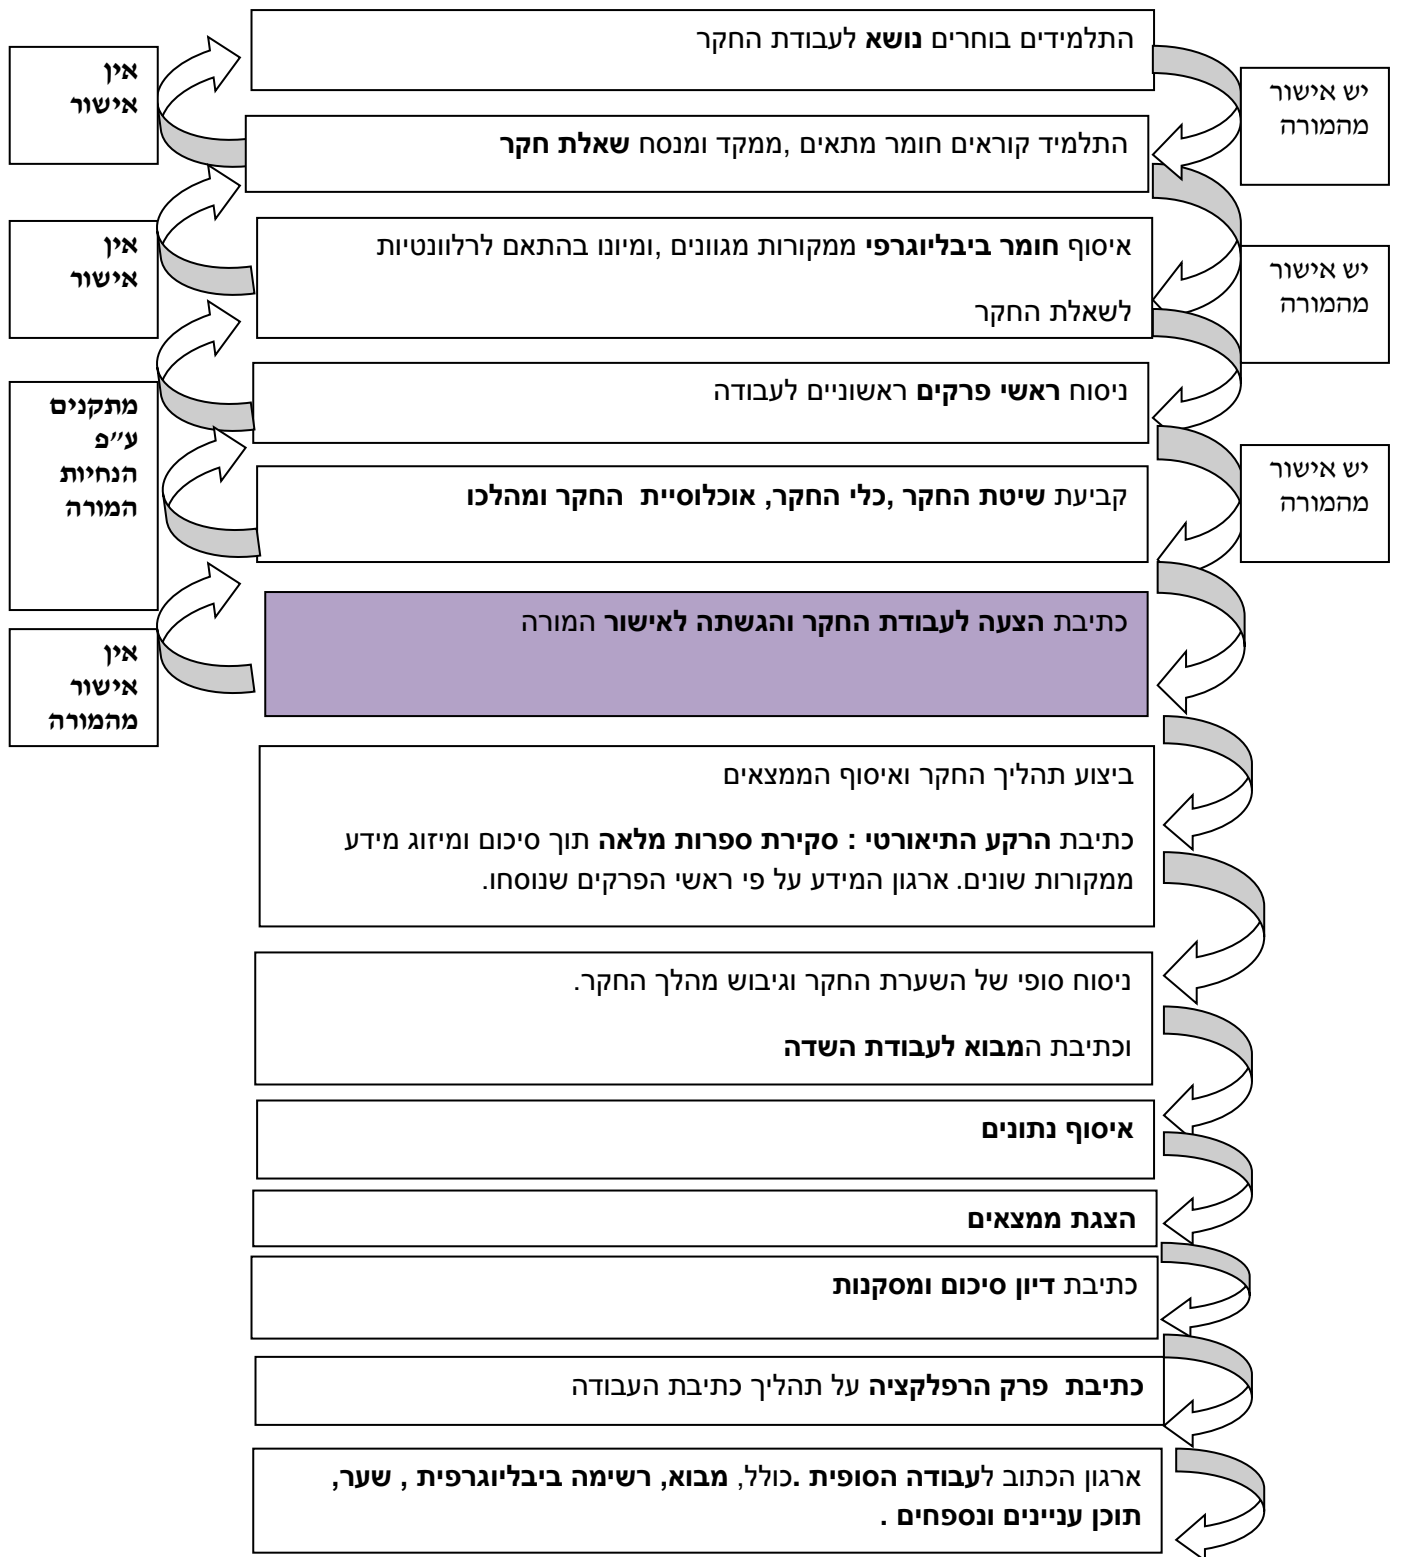 התלמידים בוחרים נושא לעבודת החקר
יש אישור
מהמורה
אין
אישור
התלמיד קוראים חומר מתאים ,ממקד ומנסח שאלת חקר
איסוף חומר ביבליוגרפי ממקורות מגוונים ,ומיונו בהתאם לרלוונטיות
לשאלת החקר
יש אישור
מהמורה
אין
אישור
ניסוח ראשי פרקים ראשוניים לעבודה
מתקנים
ע״פ
הנחיות
המורה
קביעת שיטת החקר ,כלי החקר, אוכלוסיית החקר ומהלכו
יש אישור
מהמורה
כתיבת הצעה לעבודת החקר והגשתה לאישור המורה
אין
אישור
מהמורה
ביצוע תהליך החקר ואיסוף הממצאים
כתיבת הרקע התיאורטי : סקירת ספרות מלאה תוך סיכום ומיזוג מידע
ממקורות שונים. ארגון המידע על פי ראשי הפרקים שנוסחו.
ניסוח סופי של השערת החקר וגיבוש מהלך החקר.
וכתיבת המבוא לעבודת השדה
איסוף נתונים
הצגת ממצאים
כתיבת דיון סיכום ומסקנות
כתיבת פרק הרפלקציה על תהליך כתיבת העבודה
ארגון הכתוב לעבודה הסופית .כולל, מבוא, רשימה ביבליוגרפית , שער,
תוכן עניינים ונספחים .